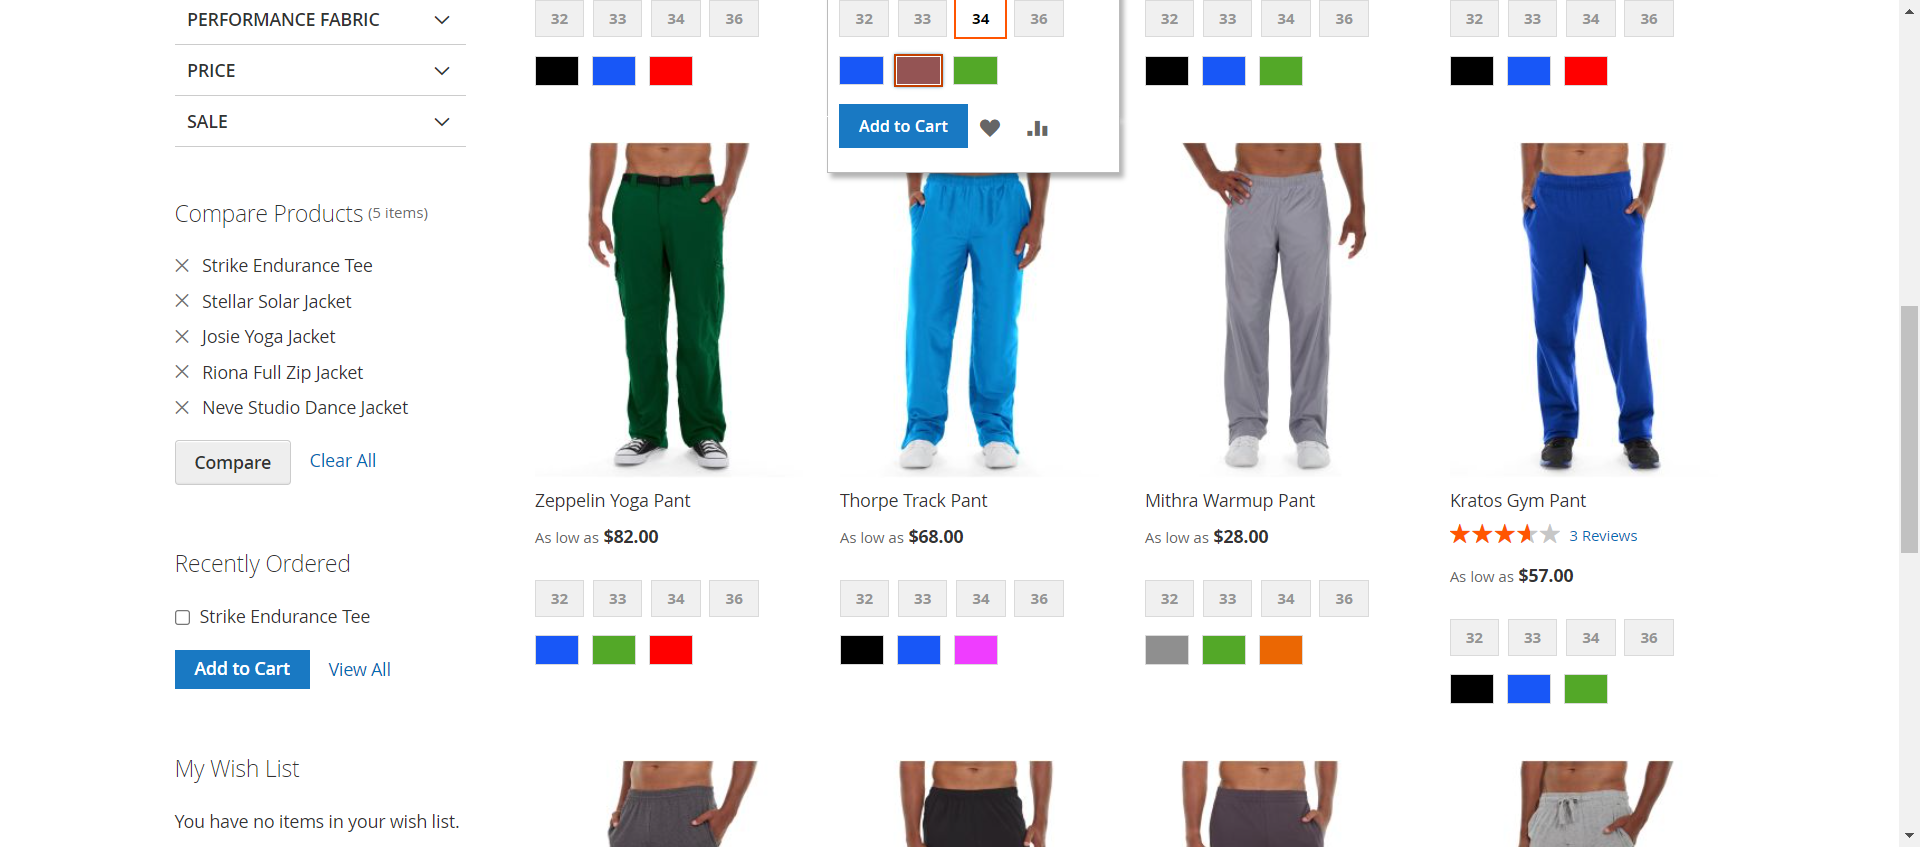 PERFORMANCE FABRIC
PRICE
SALE
Compare Products (5 items)
Strike Endurance Tee
Stellar Solar Jacket
Josie Yoga Jacket
Riona Full Zip Jacket
Neve Studio Dance Jacket
Compare Clear All
Recently Ordered
Strike Endurance Tee
Add to Cart View All
My Wish List
You have no items in your wish list.
32 33 34 36
32 33 34 36
32 33 34 36
32 33 34 36
Add to Cart
Zeppelin Yoga Pant
As low as $82.00
32 33 34 36
Thorpe Track Pant
As low as $68.00
32 33 34 36
Mithra Warmup Pant
As low as $28.00
32 33 34 36
Kratos Gym Pant
3 Reviews
As low as $57.00
32 33 34 36